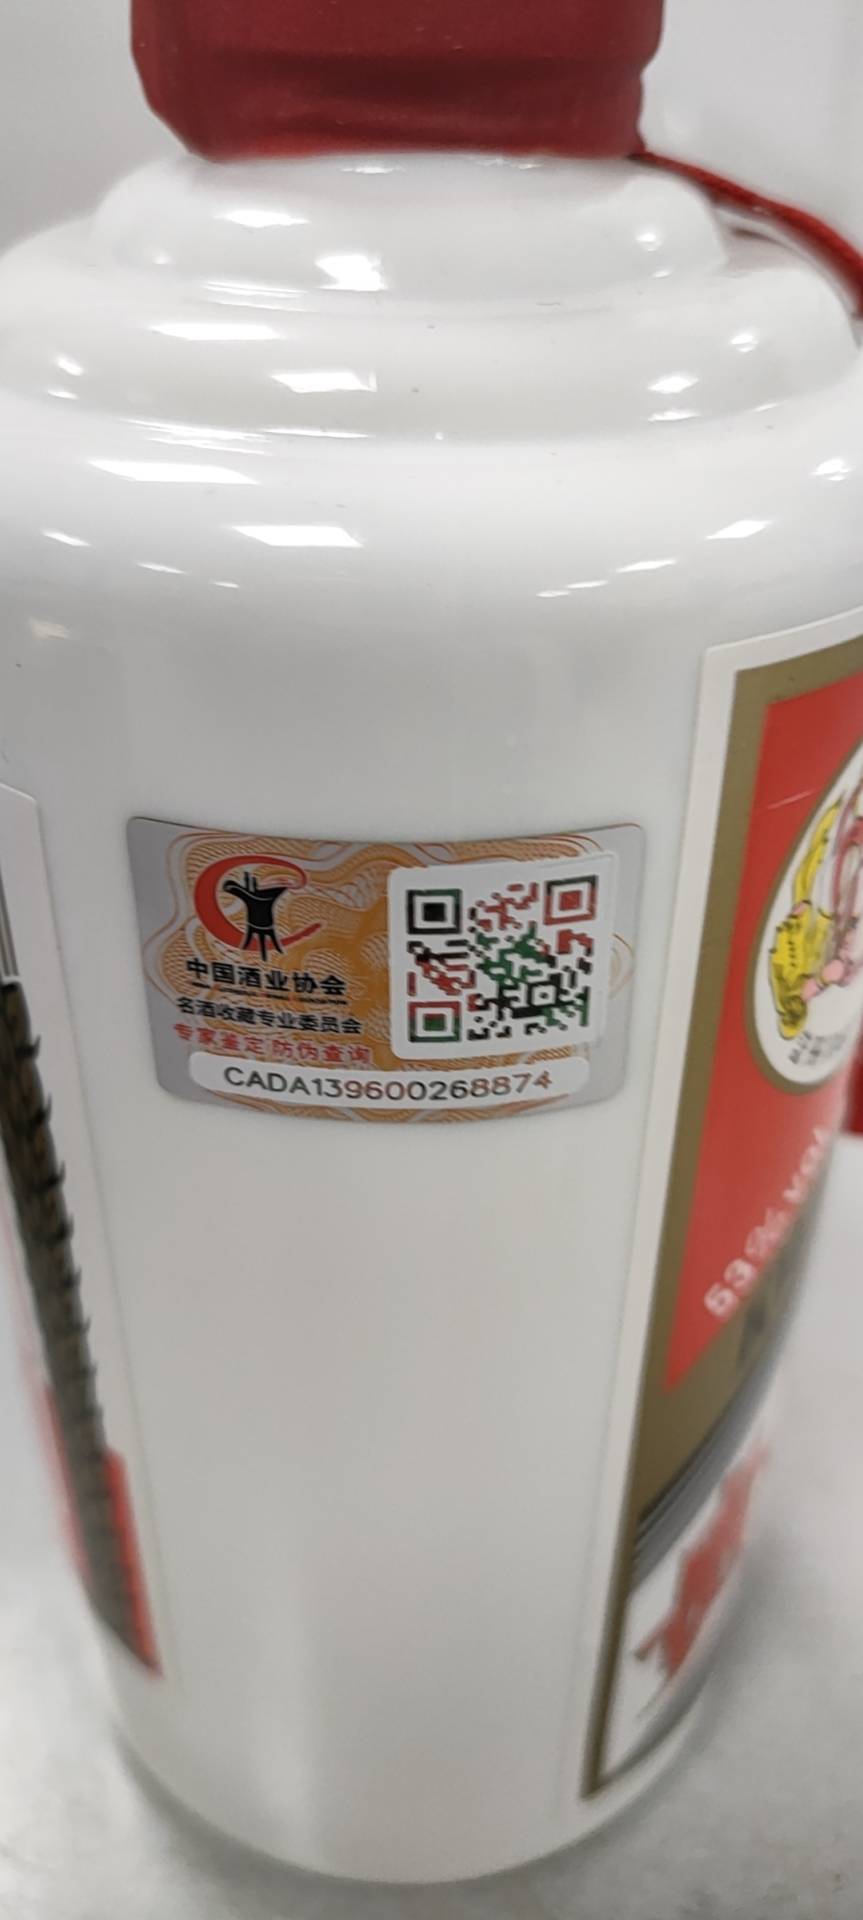 中国酒业协会
名酒收藏专业委员会
专家鉴定 防伪查询
CADA139600268874
53%